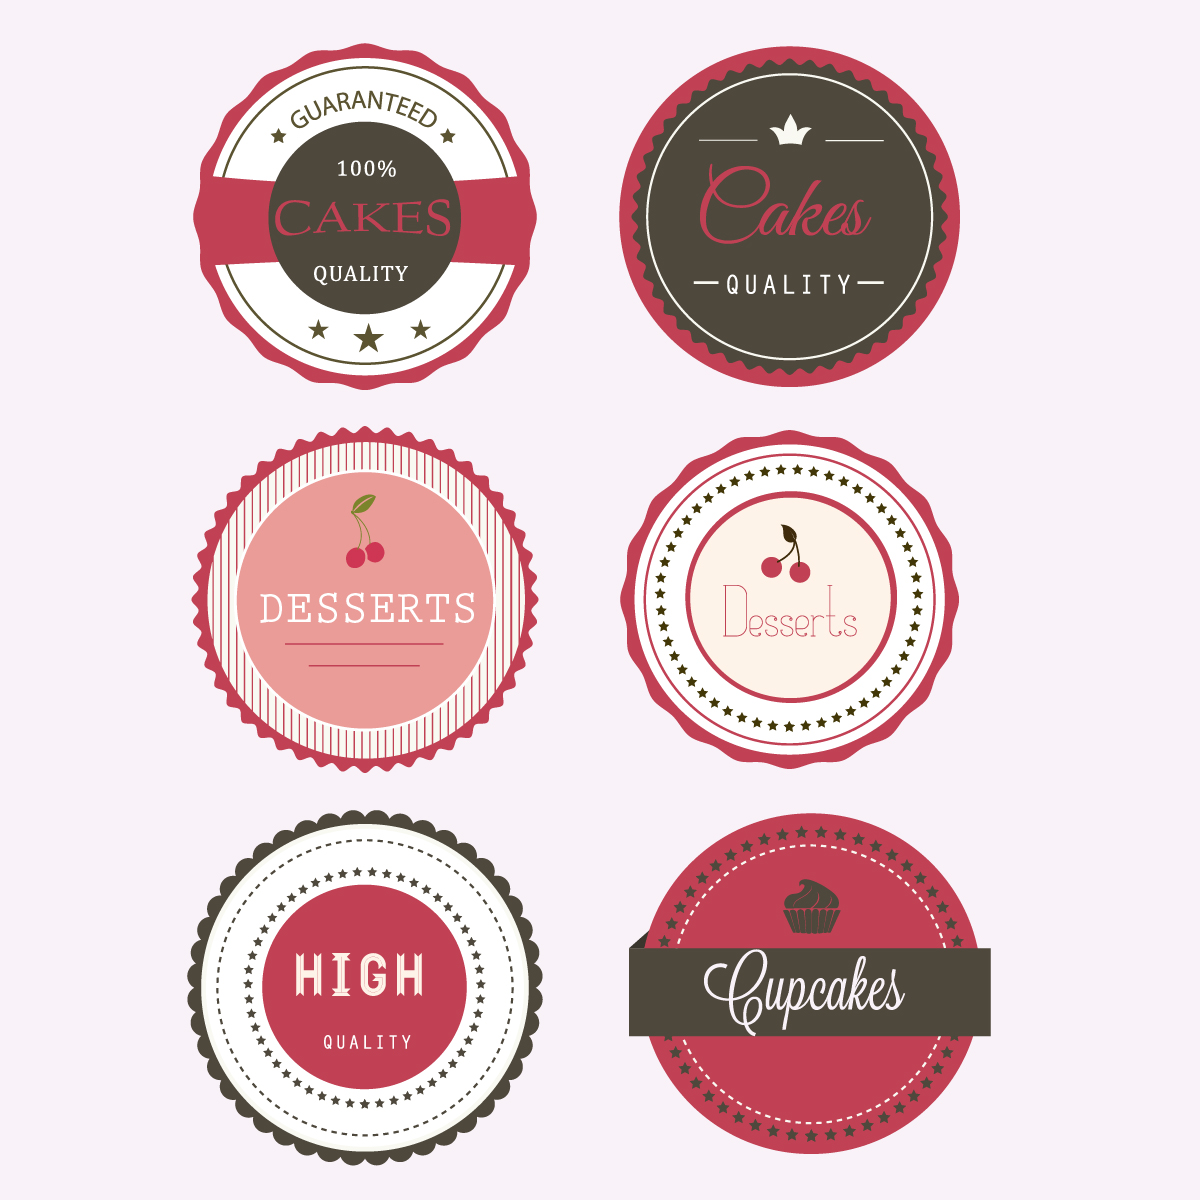 GUARANTEED
100%
CAKES
QUALITY
Cakes
QUALITY
DESSERTS
Desserts
HIGH
QUALITY
Cupcakes